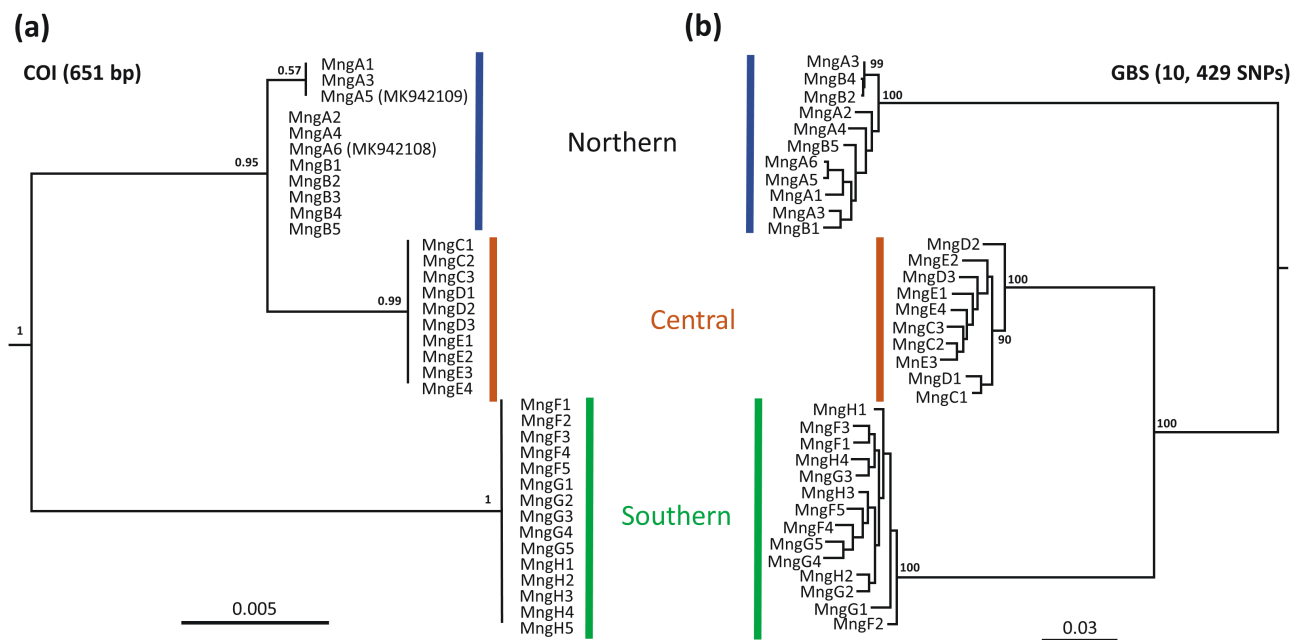 (a)
COI (651 bp)
0.57
MngA1
MngA3
MngA5 (MK942109)
MngA2
MngA4
MngA6 (MK942108)
MngB1
MngB2
MngB3
MngB4
MngB5
0.95
MngC1
MngC2
MngC3
MngD1
MngD2
MngD3
MngE1
MngE2
MngE3
MngE4
0.99
1
MngF1
MngF2
MngF3
MngF4
MngF5
MngG1
MngG2
MngG3
MngG4
MngG5
MngH1
MngH2
MngH3
MngH4
MngH5
1
0.005
Northern
Central
Southern
(b)
GBS (10, 429 SNPs)
MngA3
MngB4
MngB2
MngA2
MngA4
MngB5
MngA6
MngA5
MngA1
MngA3
MngB1
99
100
MngD2
MngE2
MngD3
MngE1
MngE4
MngC3
MngC2
MnE3
MngD1
MngC1
100
90
100
MngH1
MngF3
MngF1
MngH4
MngG3
MngH3
MngF5
MngF4
MngG5
MngG4
MngH2
MngG2
MngG1
MngF2
100
0.03